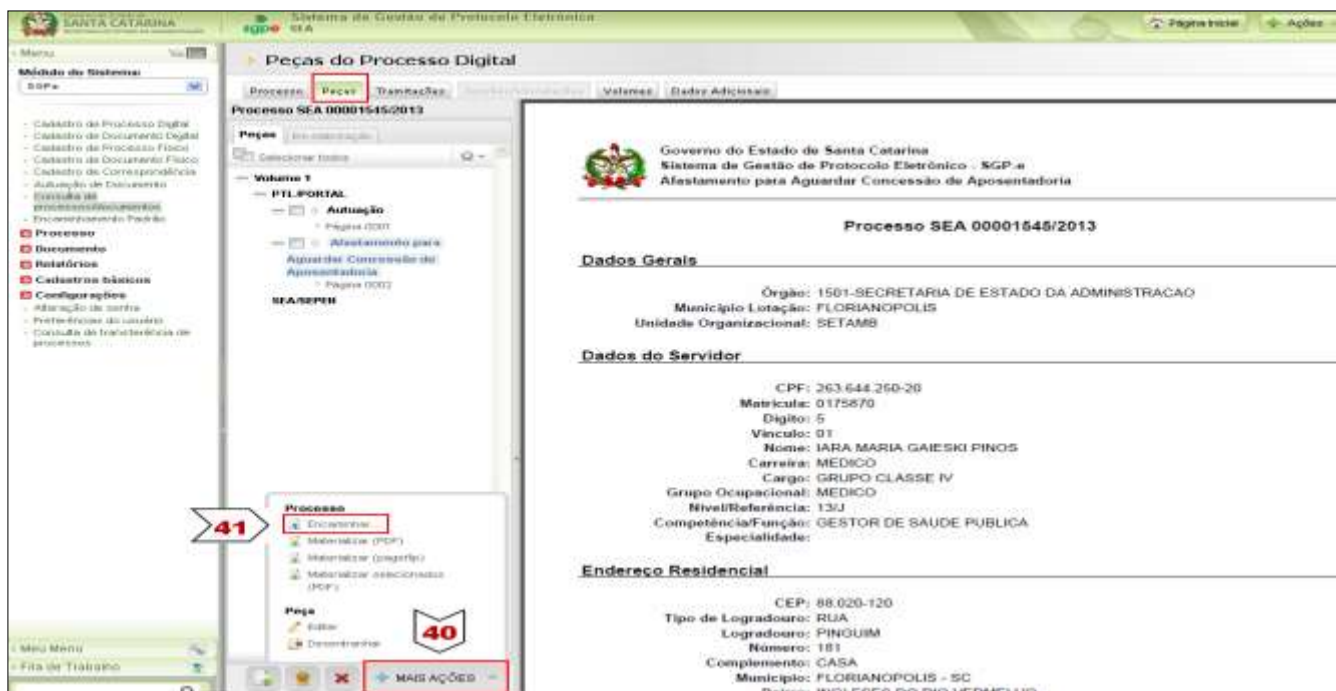 SANTA CATARINA
sgpe
Sistema de Gestão de Protocolo Eletrônico
SEA
Página Inicial
Ações
Menu
Módulo do Sistema:
SGPe
Cadastro de Processo Digital
Cadastro de Documento Digital
Cadastro de Processo Físico
Cadastro de Documento Físico
Cadastro de Correspondência
Autuação de Documento
Consulta de
processos/documentos
Encaminhamento Padrão
Processo
Documento
Relatórios
Cadastros básicos
Configurações
Alteração de senha
Preferências do usuário
Consulta de transferência de
processos
Meu Menu
Fila de Trabalho
Peças do Processo Digital
Processo Peças Tramitações Volumes Dados Adicionais
Processo SEA 00001545/2013
Peças
Selecionar todos
Volume 1
PTL/PORTAL
Autuação
Página 0001
Afastamento para
Aguardar Concessão de
Aposentadoria
Página 0002
SEA/SEPEN
41
Processo
Encaminhar
Materializar (PDF)
Materializar (pageflip)
Materializar selecionados
(PDF)
Peça
Editar
Desentranhar
40
MAIS AÇÕES
Governo do Estado de Santa Catarina
Sistema de Gestão de Protocolo Eletrônico - SGP-e
Afastamento para Aguardar Concessão de Aposentadoria
Processo SEA 00001545/2013
Dados Gerais
Órgão: 1501-SECRETARIA DE ESTADO DA ADMINISTRACAO
Município Lotação: FLORIANOPOLIS
Unidade Organizacional: SETAMB
Dados do Servidor
CPF: 263.644.250-20
Matrícula: 0175870
Dígito: 5
Vínculo: 01
Nome: IARA MARIA GAIESKI PINOS
Carreira: MEDICO
Cargo: GRUPO CLASSE IV
Grupo Ocupacional: MEDICO
Nível/Referência: 13/J
Competência/Função: GESTOR DE SAUDE PUBLICA
Especialidade:
Endereço Residencial
CEP: 88.020-120
Tipo de Logradouro: RUA
Logradouro: PINGUIM
Número: 181
Complemento: CASA
Município: FLORIANOPOLIS - SC
Bairro: INGLESES DO RIO VERMELHO